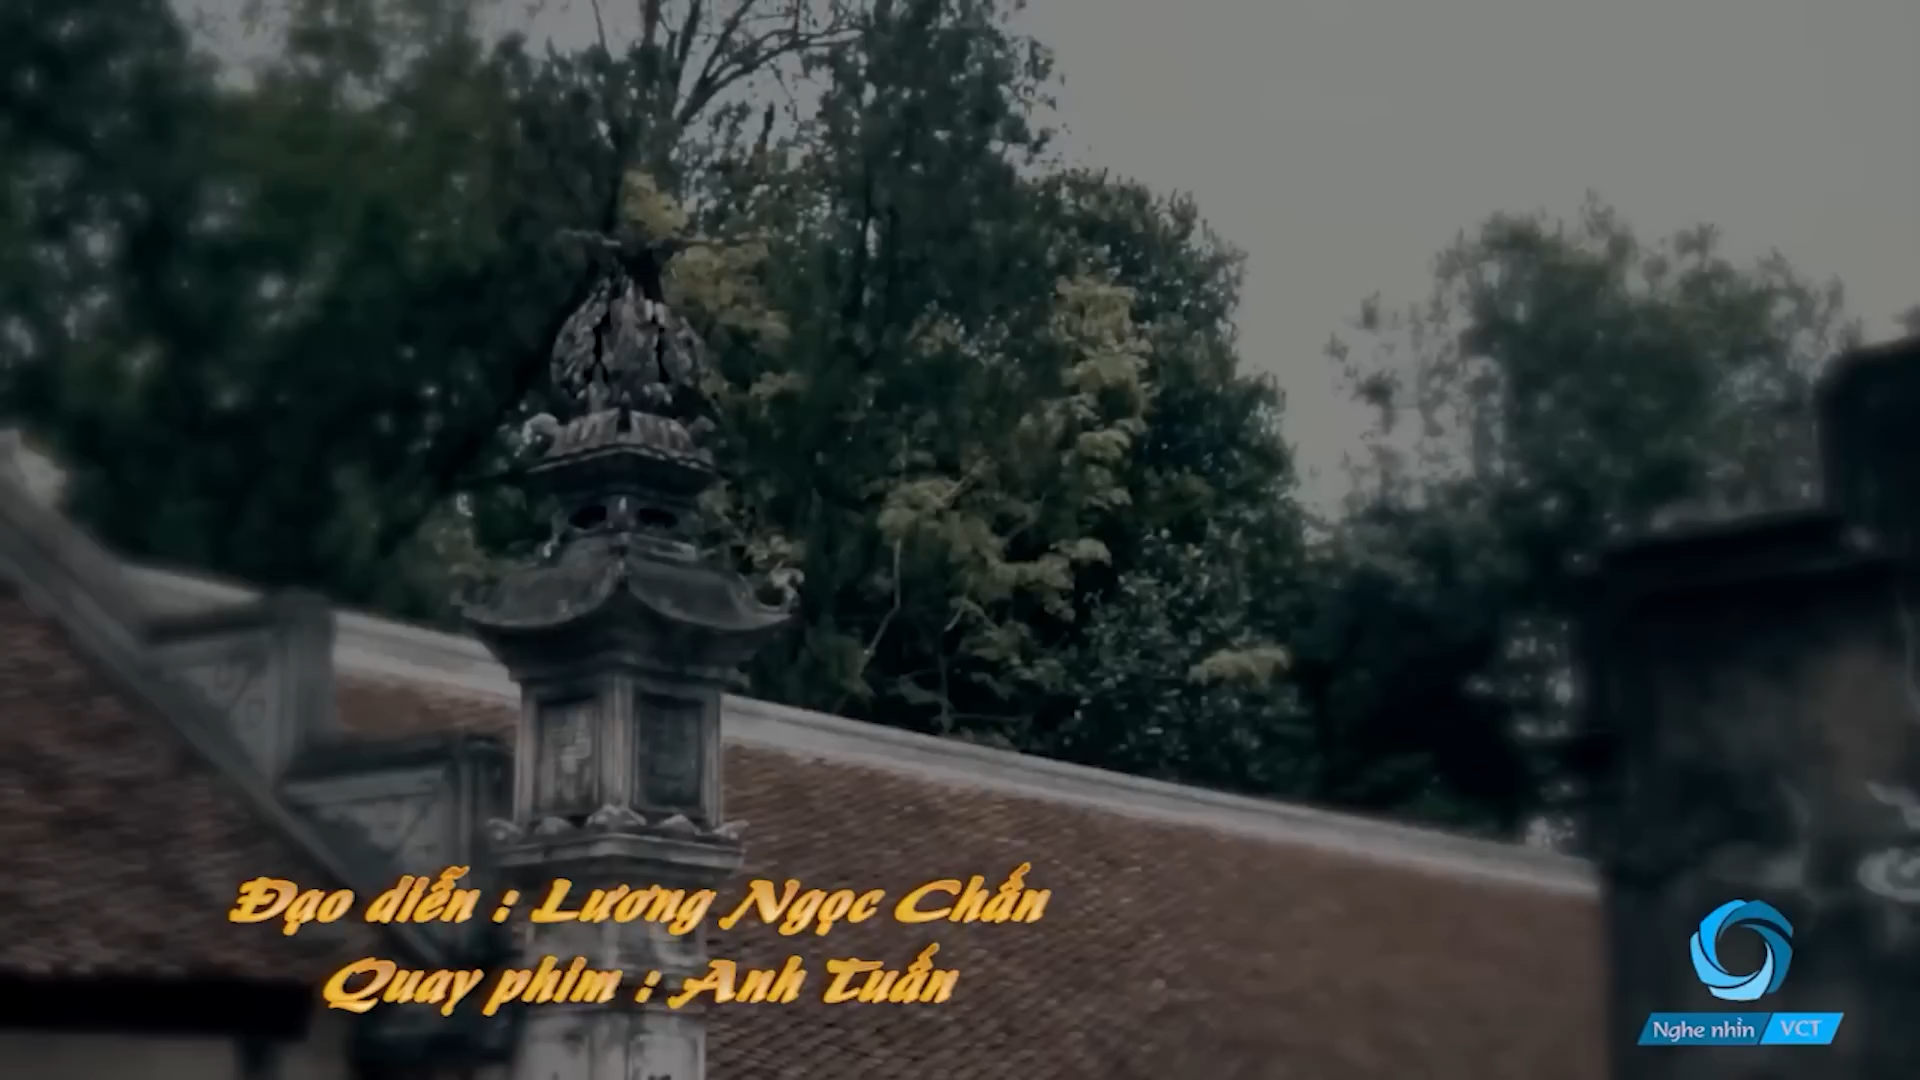 Đạo diễn : Lương Ngọc Chấn
Quay phim : Anh Tuấn
Nghe nhìn VCT